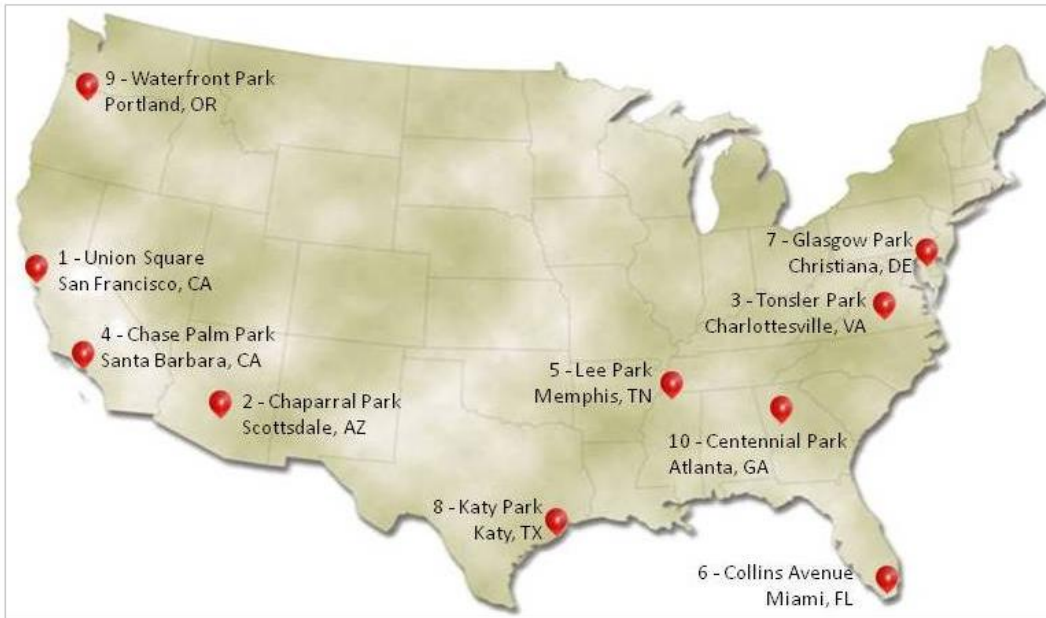 9 - Waterfront Park
Portland, OR
7 - Glasgow Park
Christiana, DE
1 - Union Square
San Francisco, CA
3 - Tonsler Park
Charlottesville, VA
4 - Chase Palm Park
Santa Barbara, CA
5 - Lee Park
Memphis, TN
2 - Chaparral Park
Scottsdale, AZ
10 - Centennial Park
Atlanta, GA
8 - Katy Park
Katy, TX
6 - Collins Avenue
Miami, FL